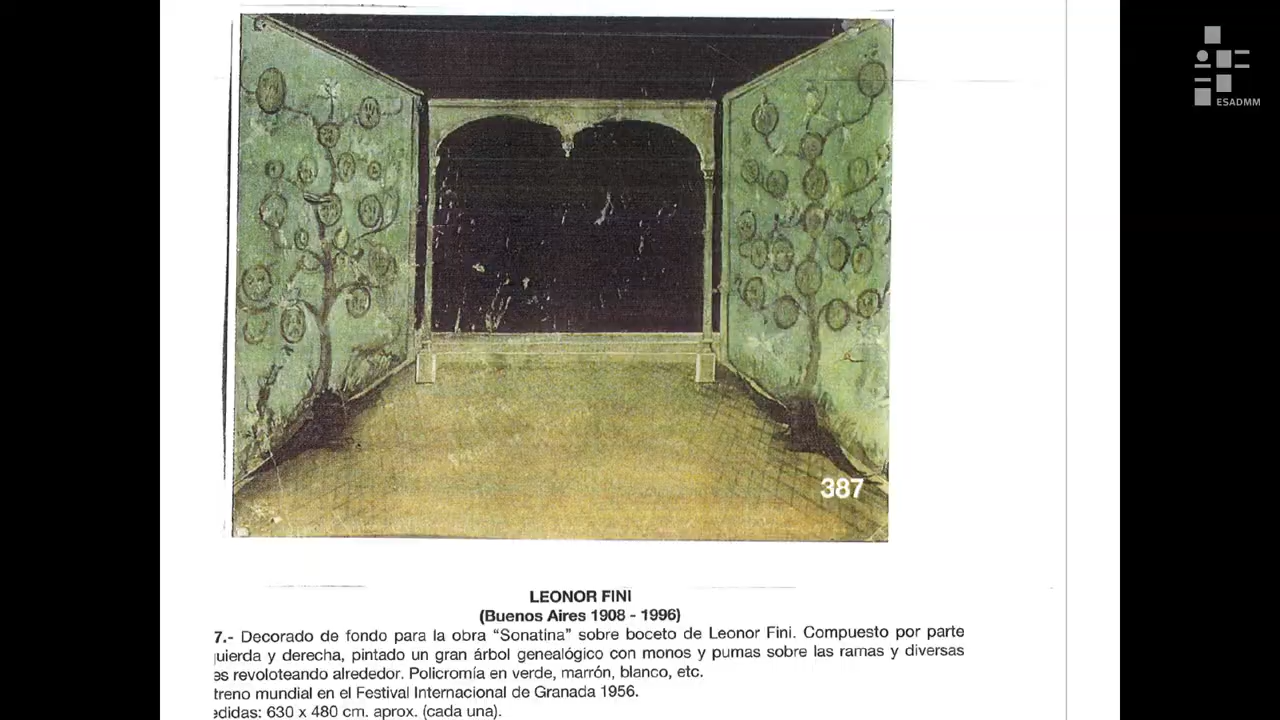 ESADMM
387
LEONOR FINI
(Buenos Aires 1908 - 1996)
7.- Decorado de fondo para la obra “Sonatina” sobre boceto de Leonor Fini. Compuesto por parte
quierda y derecha, pintado un gran árbol genealógico con monos y pumas sobre las ramas y diversas
es revoloteando alrededor. Policromía en verde, marrón, blanco, etc.
treno mundial en el Festival Internacional de Granada 1956.
edidas: 630 x 480 cm. aprox. (cada una).